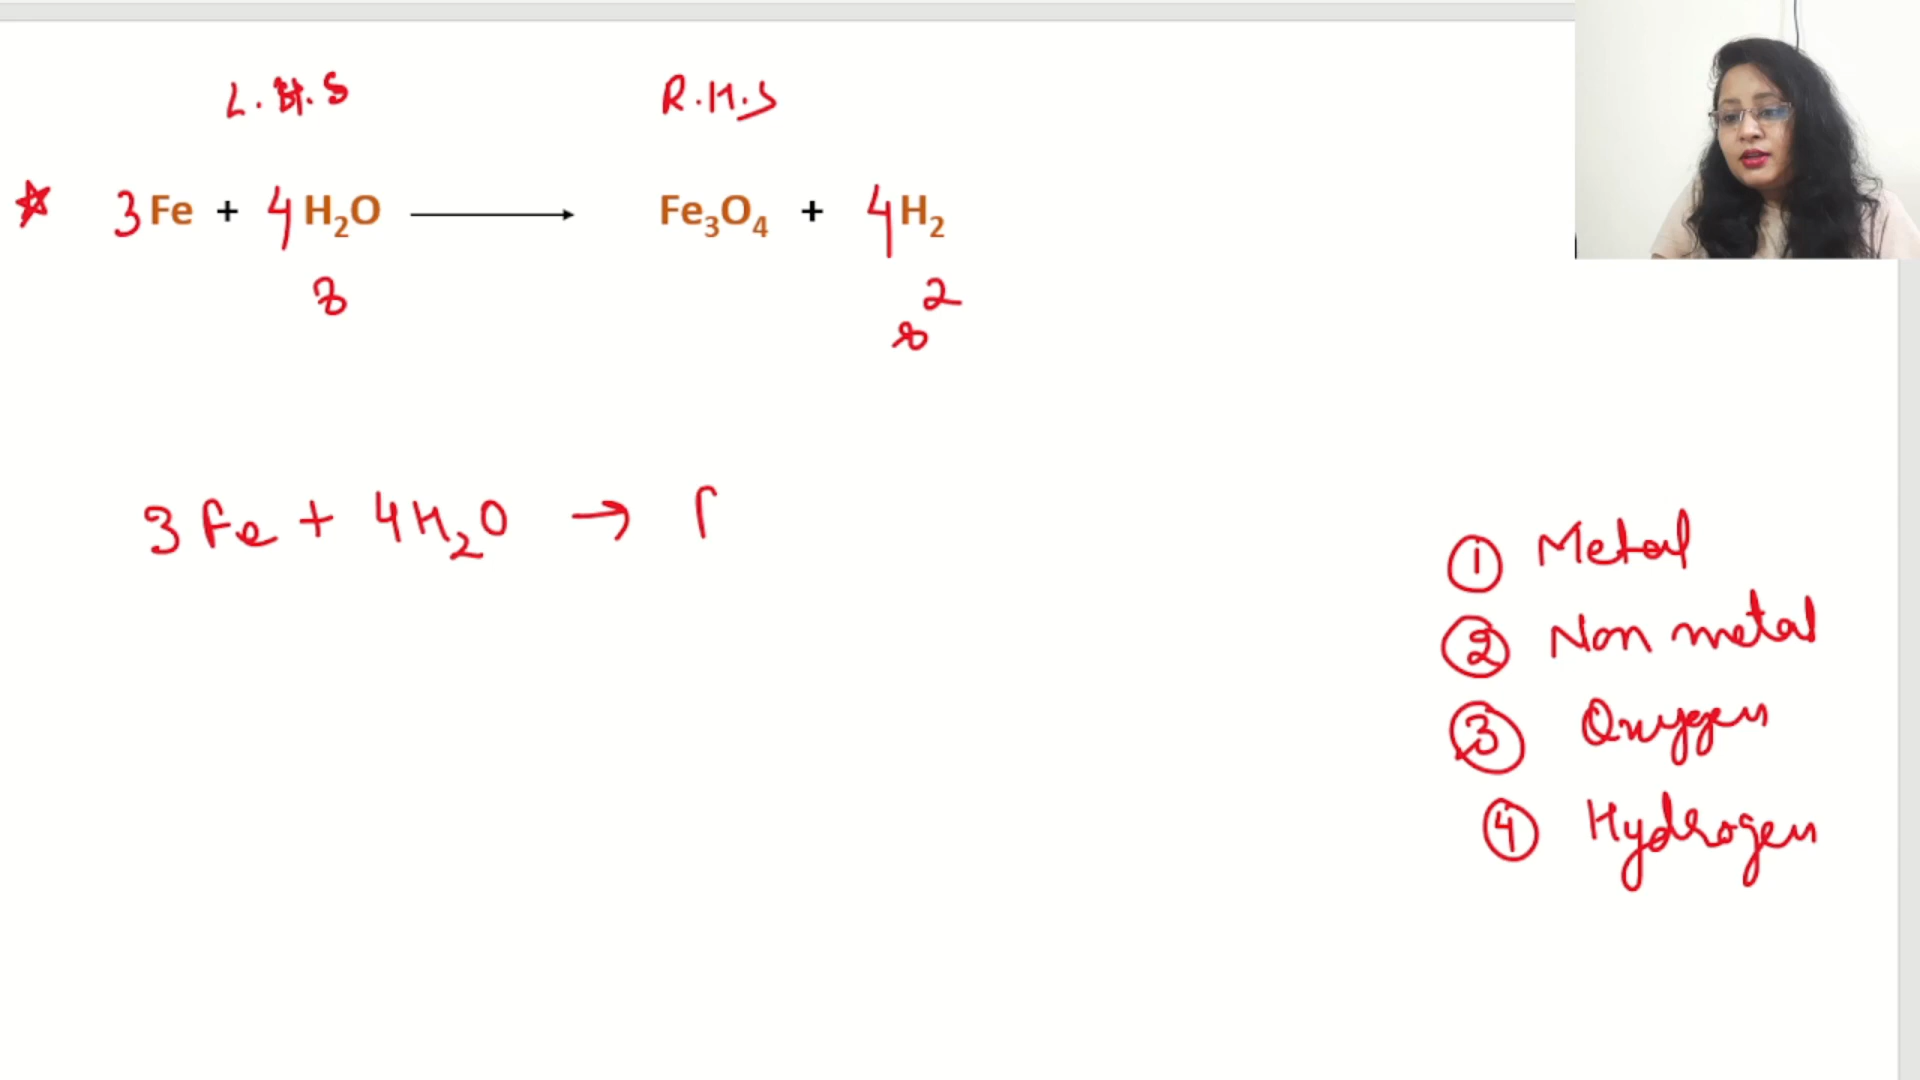 L.H.S R.H.S
3Fe + 4H₂O ⟶ Fe₃O₄ + 4H₂
8 2
8
3Fe + 4H₂O → F
① Metal
② Non metal
③ Oxygen
④ Hydrogen